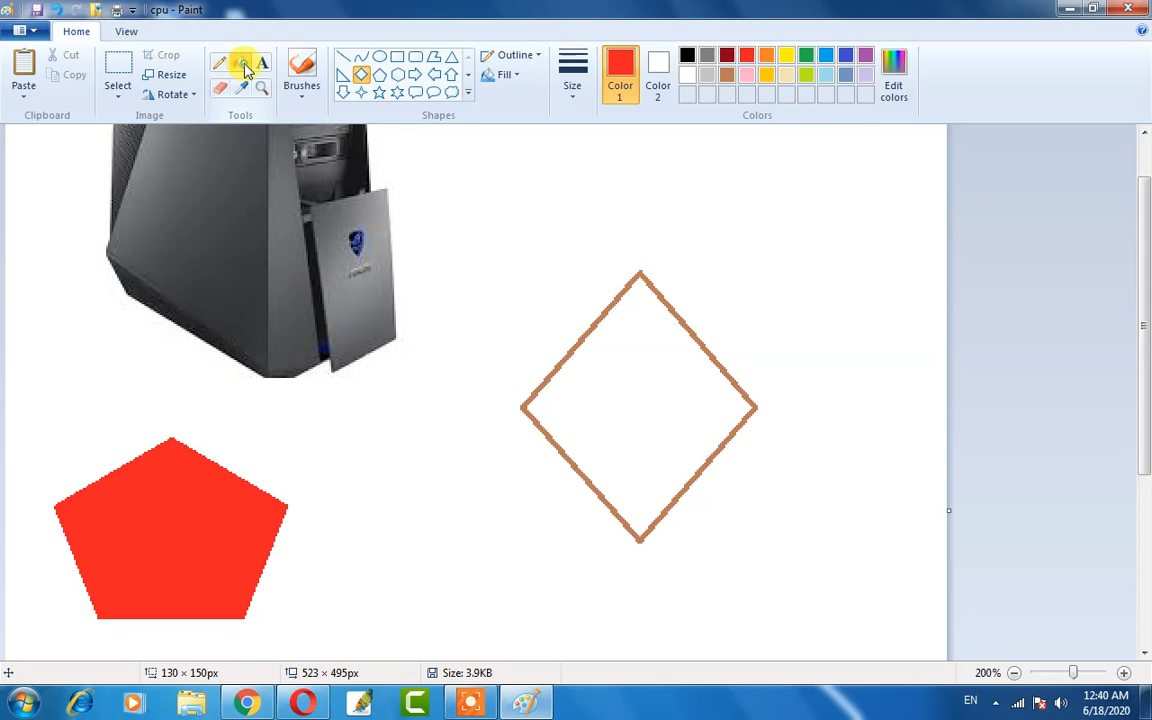 cpu - Paint
Home
View
Paste
Cut
Copy
Clipboard
Select
Crop
Resize
Rotate
Image
A
Tools
Brushes
Outline
Fill
Shapes
Size
Color 1
Color 2
Edit colors
Colors
130 × 150px
523 × 495px
Size: 3.9KB
200%
EN
12:40 AM
6/18/2020